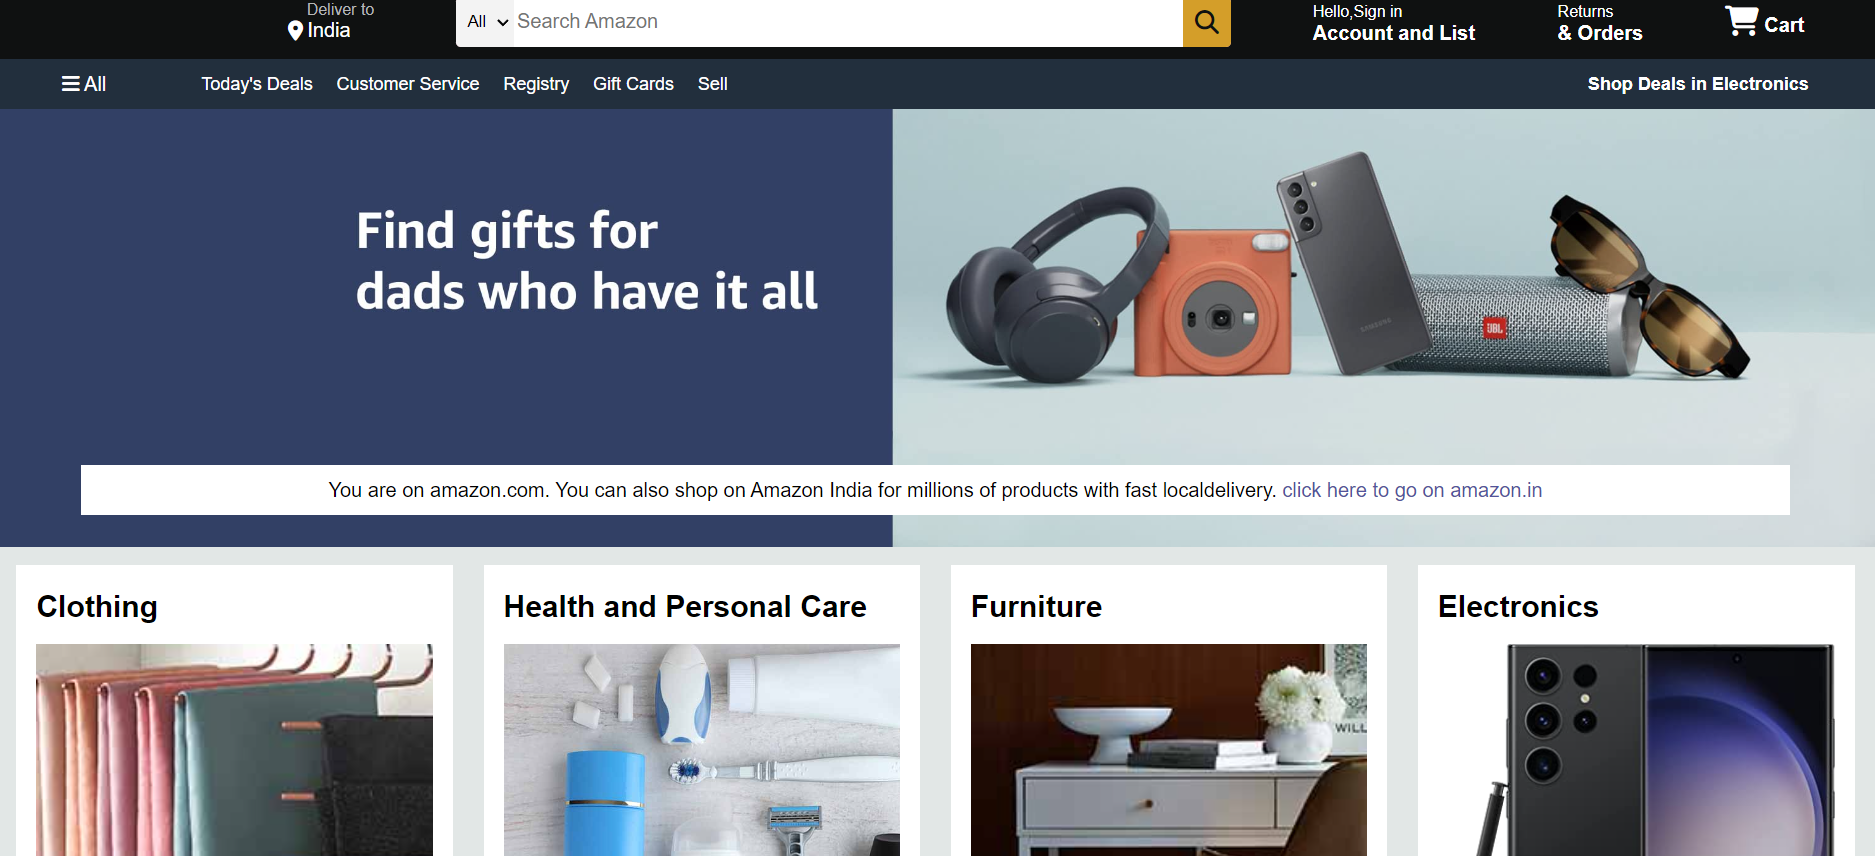 Deliver to
India
All
Search Amazon
Hello,Sign in
Account and List
Returns
& Orders
Cart
All
Today's Deals
Customer Service
Registry
Gift Cards
Sell
Shop Deals in Electronics
Find gifts for
dads who have it all
SAMSUNG
JBL
You are on amazon.com. You can also shop on Amazon India for millions of products with fast localdelivery. click here to go on amazon.in
Clothing
Health and Personal Care
Furniture
Electronics
WILL